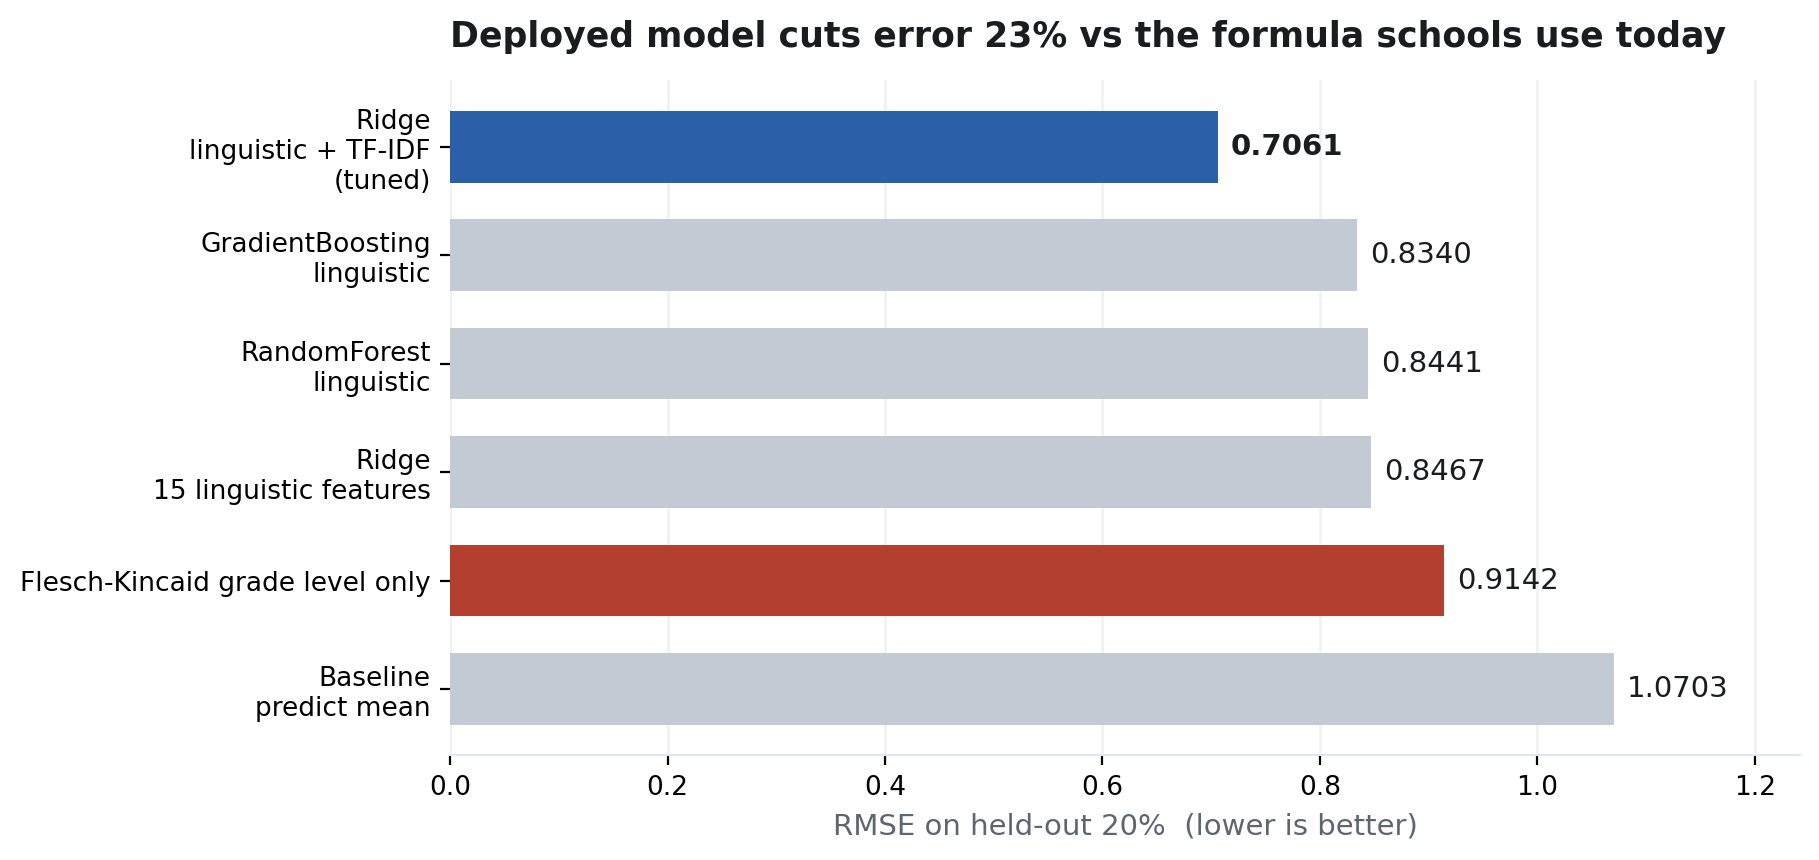 Deployed model cuts error 23% vs the formula schools use today
Ridge
linguistic + TF-IDF
(tuned)
0.7061
GradientBoosting
linguistic
0.8340
RandomForest
linguistic
0.8441
Ridge
15 linguistic features
0.8467
Flesch-Kincaid grade level only
0.9142
Baseline
predict mean
1.0703
0.0 0.2 0.4 0.6 0.8 1.0 1.2
RMSE on held-out 20% (lower is better)